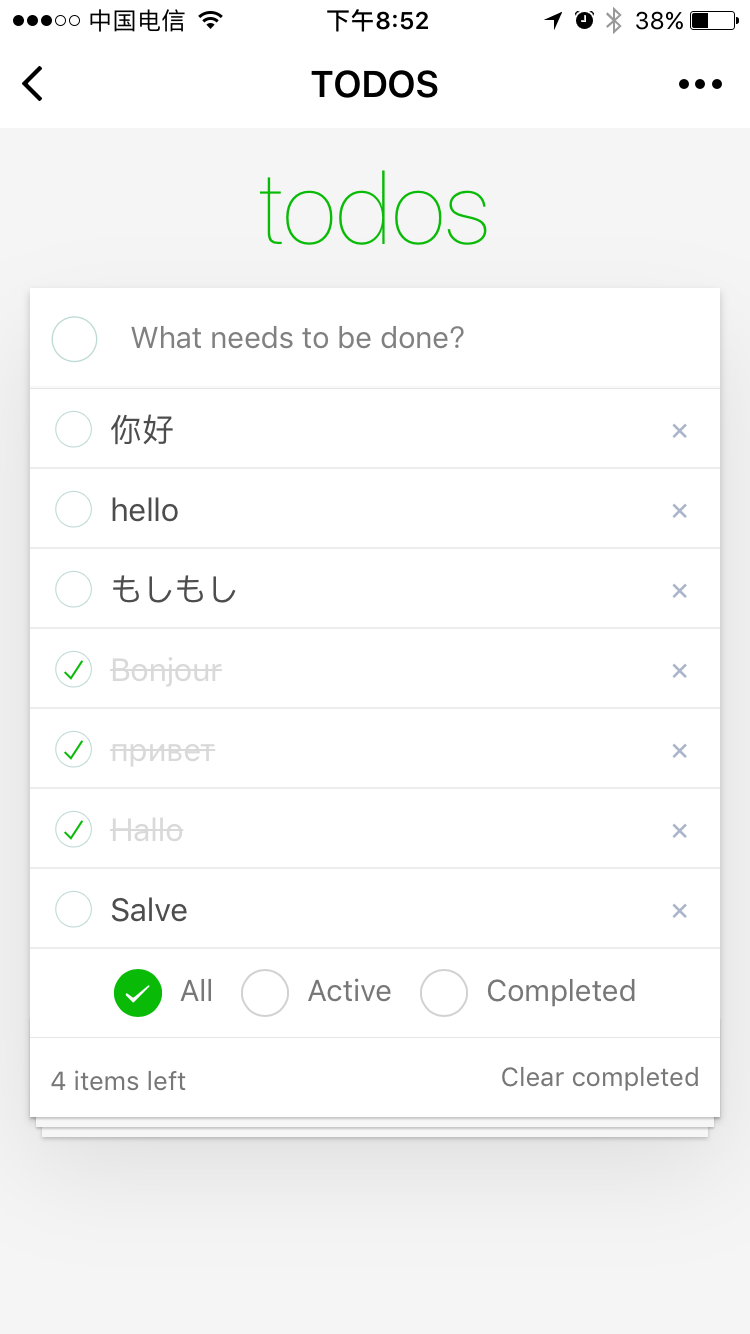 中国电信 下午8:52 38%
TODOS
todos
What needs to be done?
你好
hello
もしもし
Bonjour
привет
Hallo
Salve
All Active Completed
4 items left Clear completed